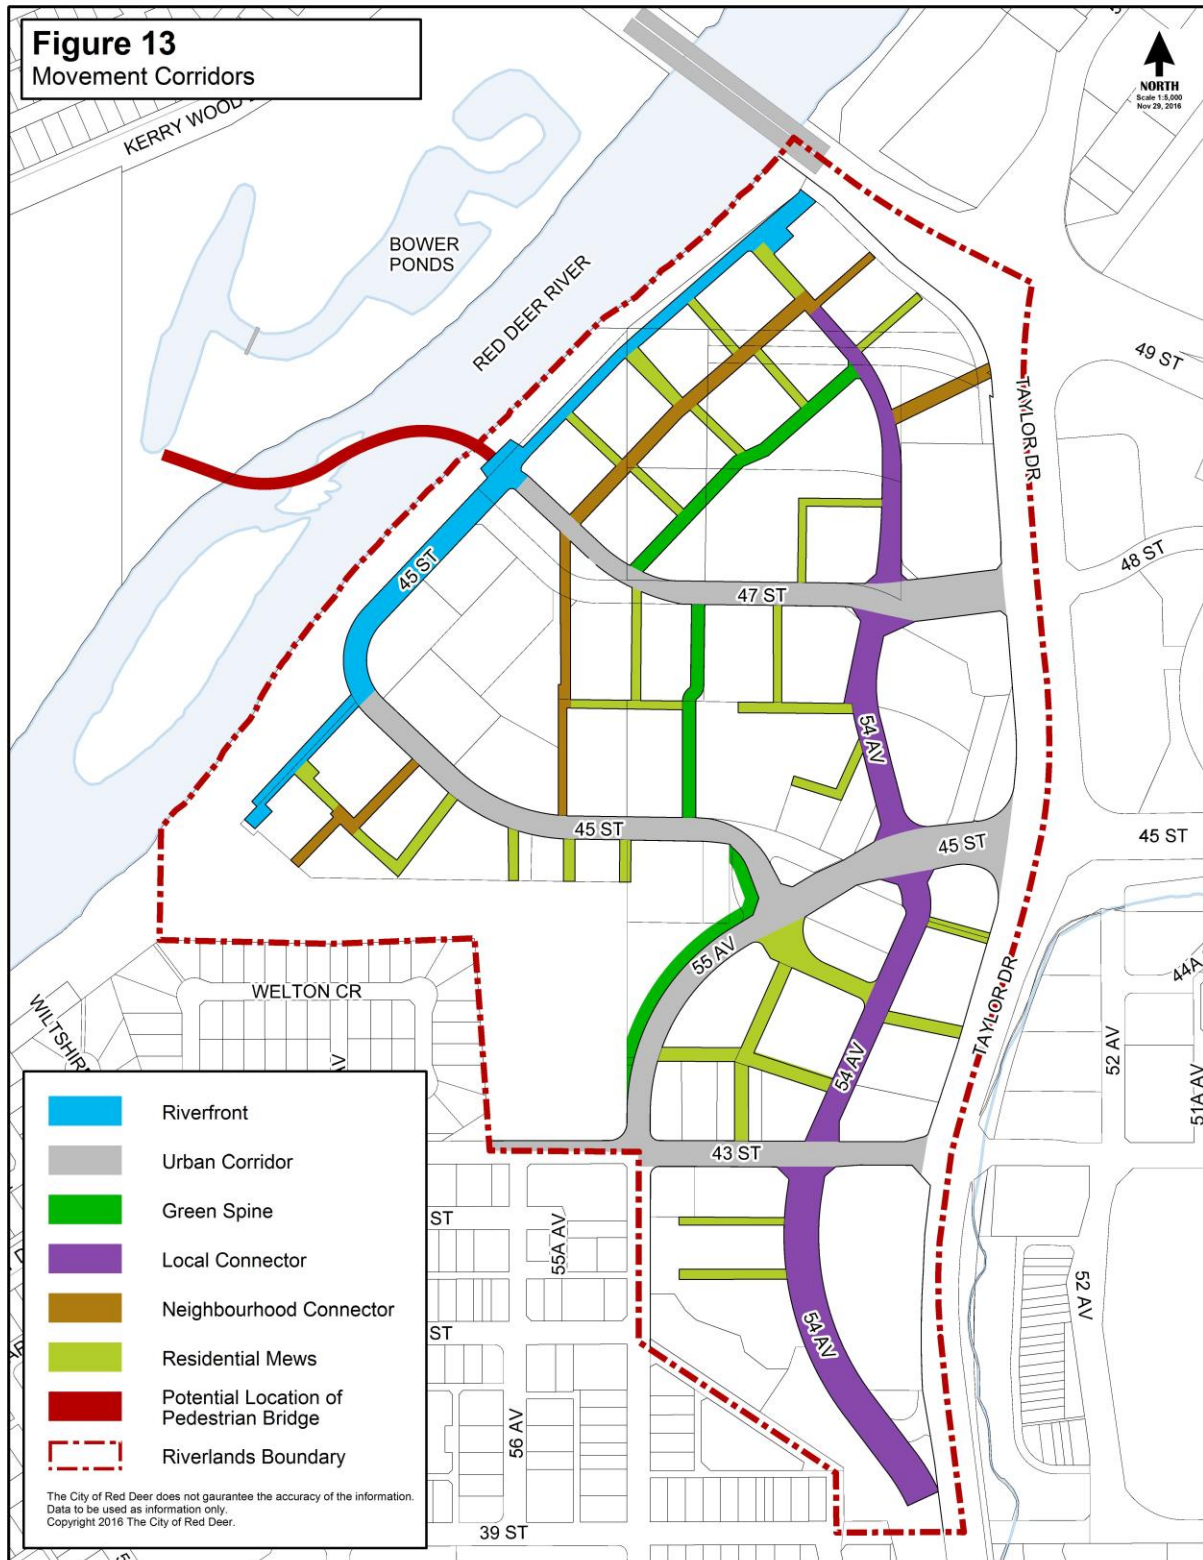 Figure 13
Movement Corridors
NORTH
Scale 1:5,000
Nov 29, 2016
KERRY WOOD
BOWER
PONDS
RED DEER RIVER
49 ST
TAYLOR DR
48 ST
45 ST
47 ST
54 AV
45 ST
45 ST
45 ST
55 AV
44A
WELTON CR
WILTSHIRE
TAYLOR DR
52 AV
51A AV
AV
54 AV
43 ST
ST
55A AV
52 AV
54 AV
ST
56 AV
39 ST
Riverfront
Urban Corridor
Green Spine
Local Connector
Neighbourhood Connector
Residential Mews
Potential Location of
Pedestrian Bridge
Riverlands Boundary
The City of Red Deer does not gaurantee the accuracy of the information.
Data to be used as information only.
Copyright 2016 The City of Red Deer.